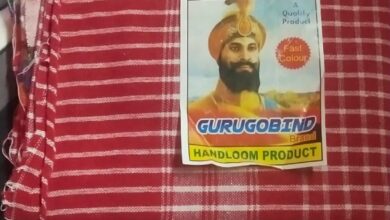 A
Quality
Product
Fast
Colour
GURUGOBIND
Brand
HANDLOOM PRODUCT